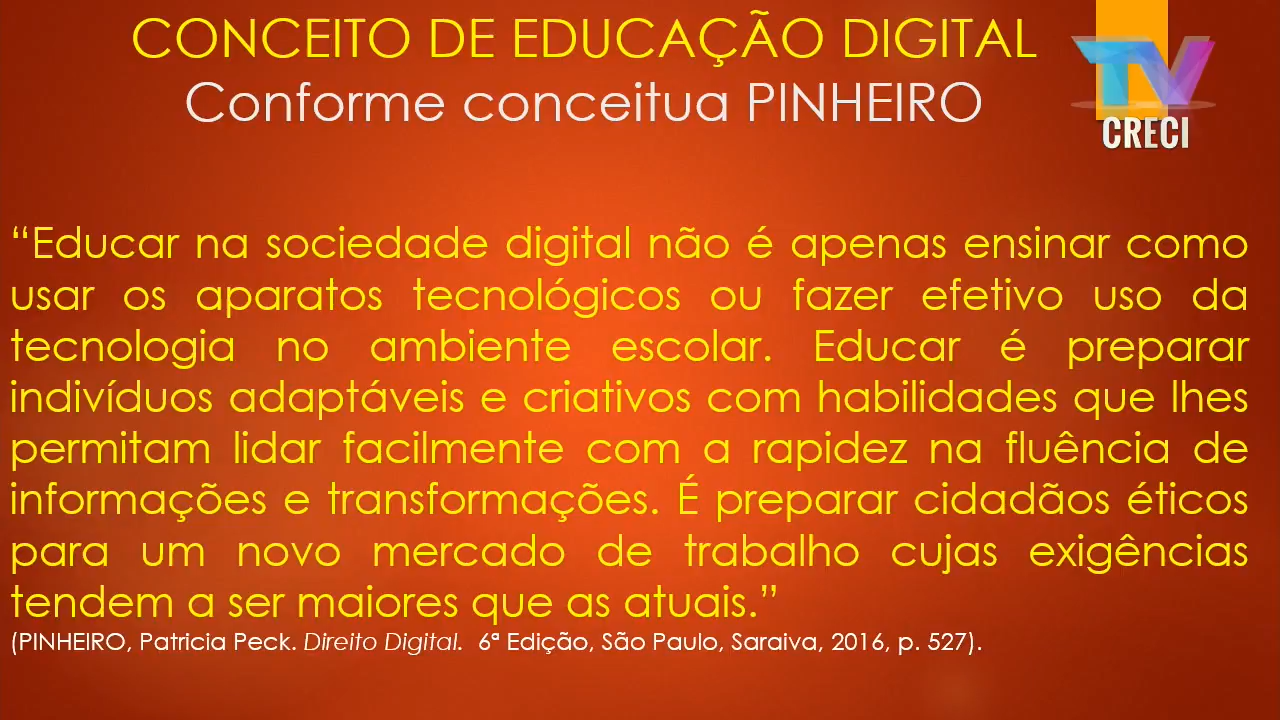 CONCEITO DE EDUCAÇÃO DIGITAL
Conforme conceitua PINHEIRO
TV
CRECI
“Educar na sociedade digital não é apenas ensinar como
usar os aparatos tecnológicos ou fazer efetivo uso da
tecnologia no ambiente escolar. Educar é preparar
indivíduos adaptáveis e criativos com habilidades que lhes
permitam lidar facilmente com a rapidez na fluência de
informações e transformações. É preparar cidadãos éticos
para um novo mercado de trabalho cujas exigências
tendem a ser maiores que as atuais.”
(PINHEIRO, Patricia Peck. Direito Digital. 6ª Edição, São Paulo, Saraiva, 2016, p. 527).